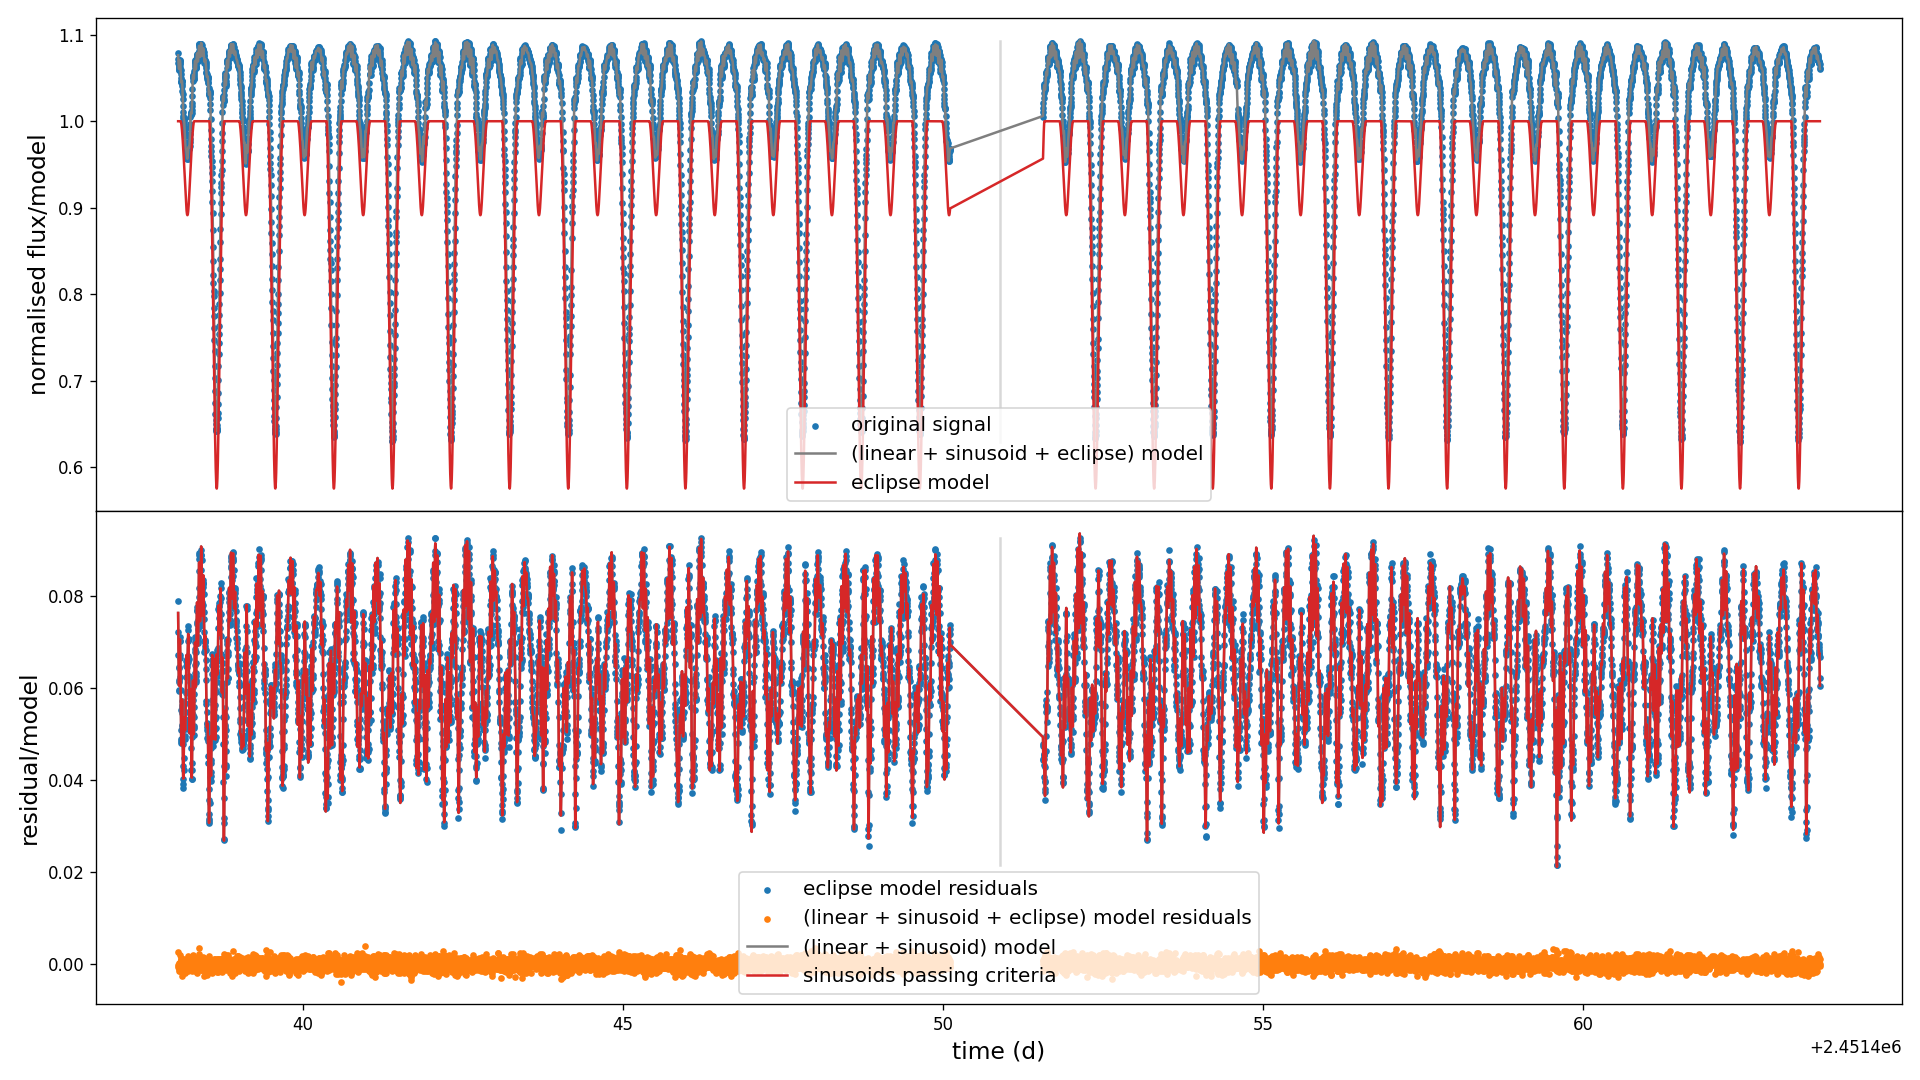 normalised flux/model
1.1
1.0
0.9
0.8
0.7
0.6
original signal
(linear + sinusoid + eclipse) model
eclipse model
residual/model
0.08
0.06
0.04
0.02
0.00
eclipse model residuals
(linear + sinusoid + eclipse) model residuals
(linear + sinusoid) model
sinusoids passing criteria
40 45 50 55 60
time (d)
+2.4514e6